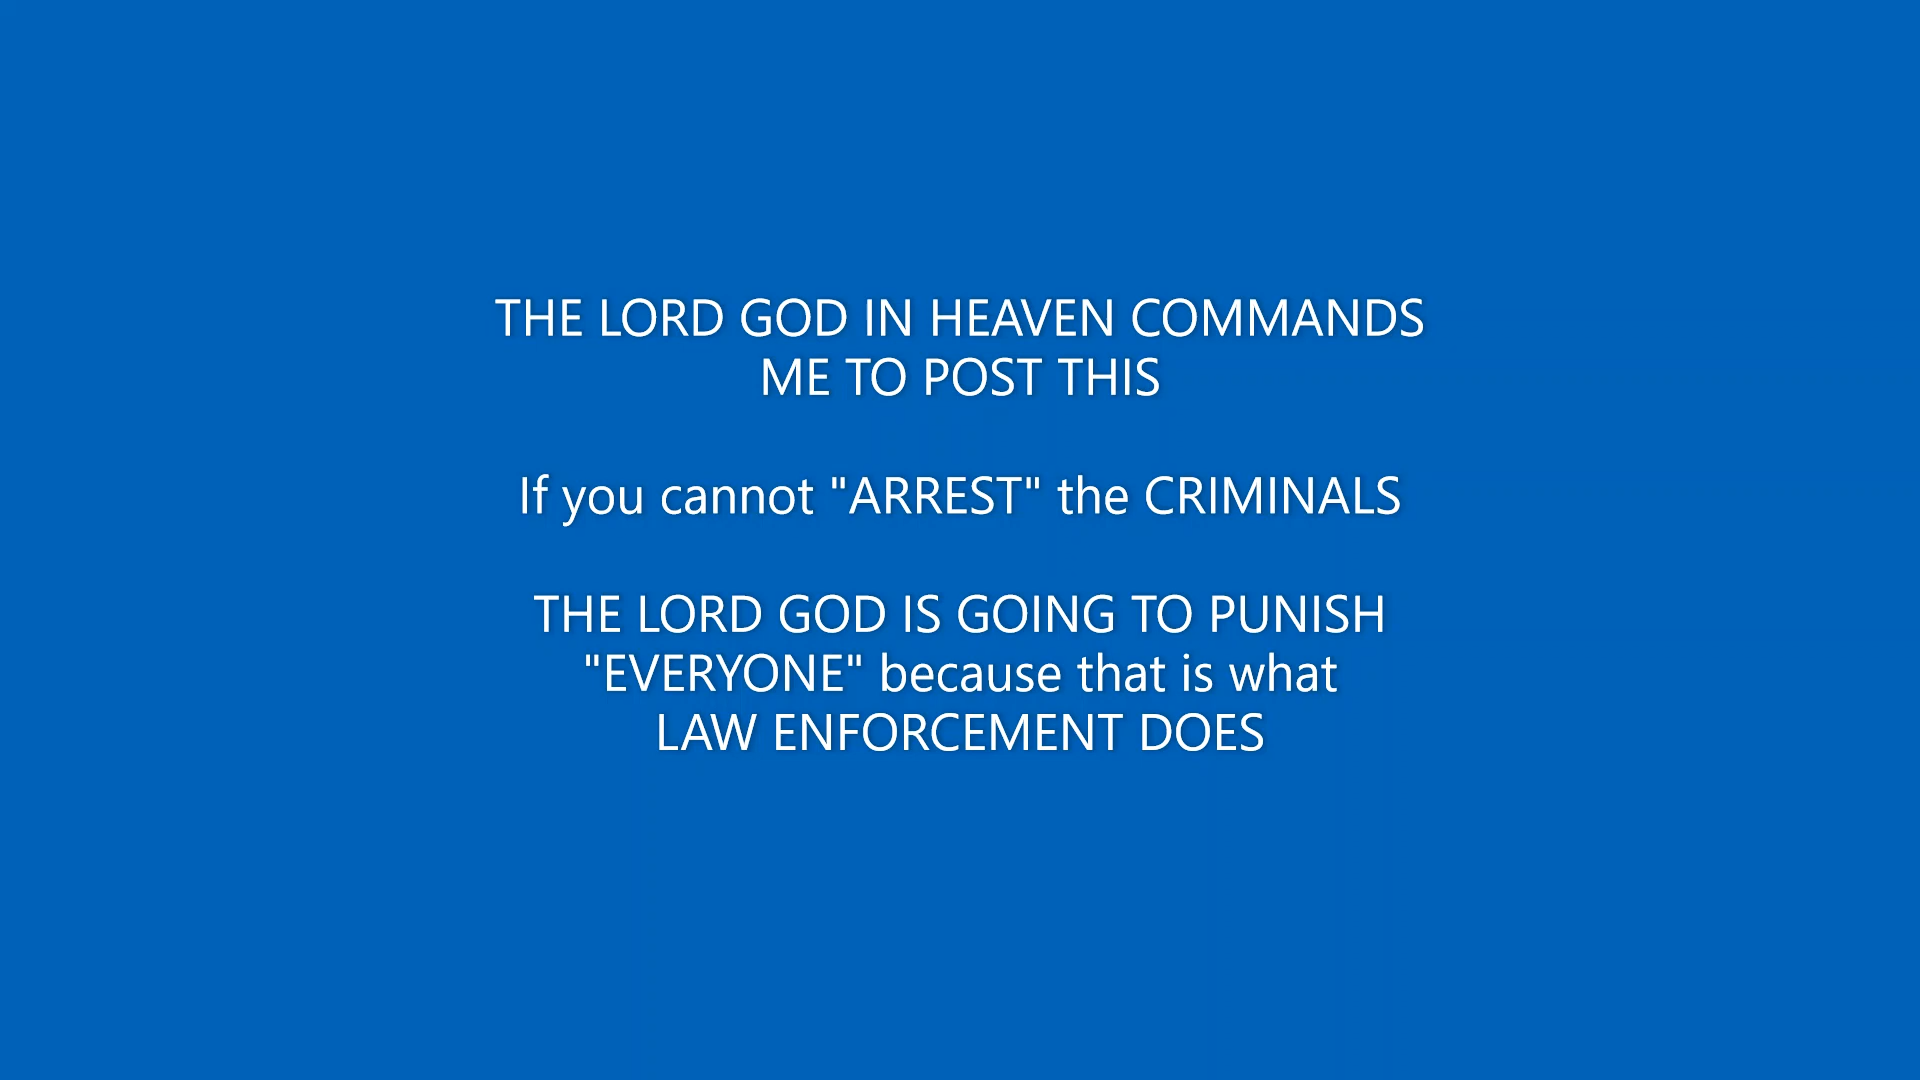 THE LORD GOD IN HEAVEN COMMANDS
ME TO POST THIS
If you cannot "ARREST" the CRIMINALS
THE LORD GOD IS GOING TO PUNISH
"EVERYONE" because that is what
LAW ENFORCEMENT DOES